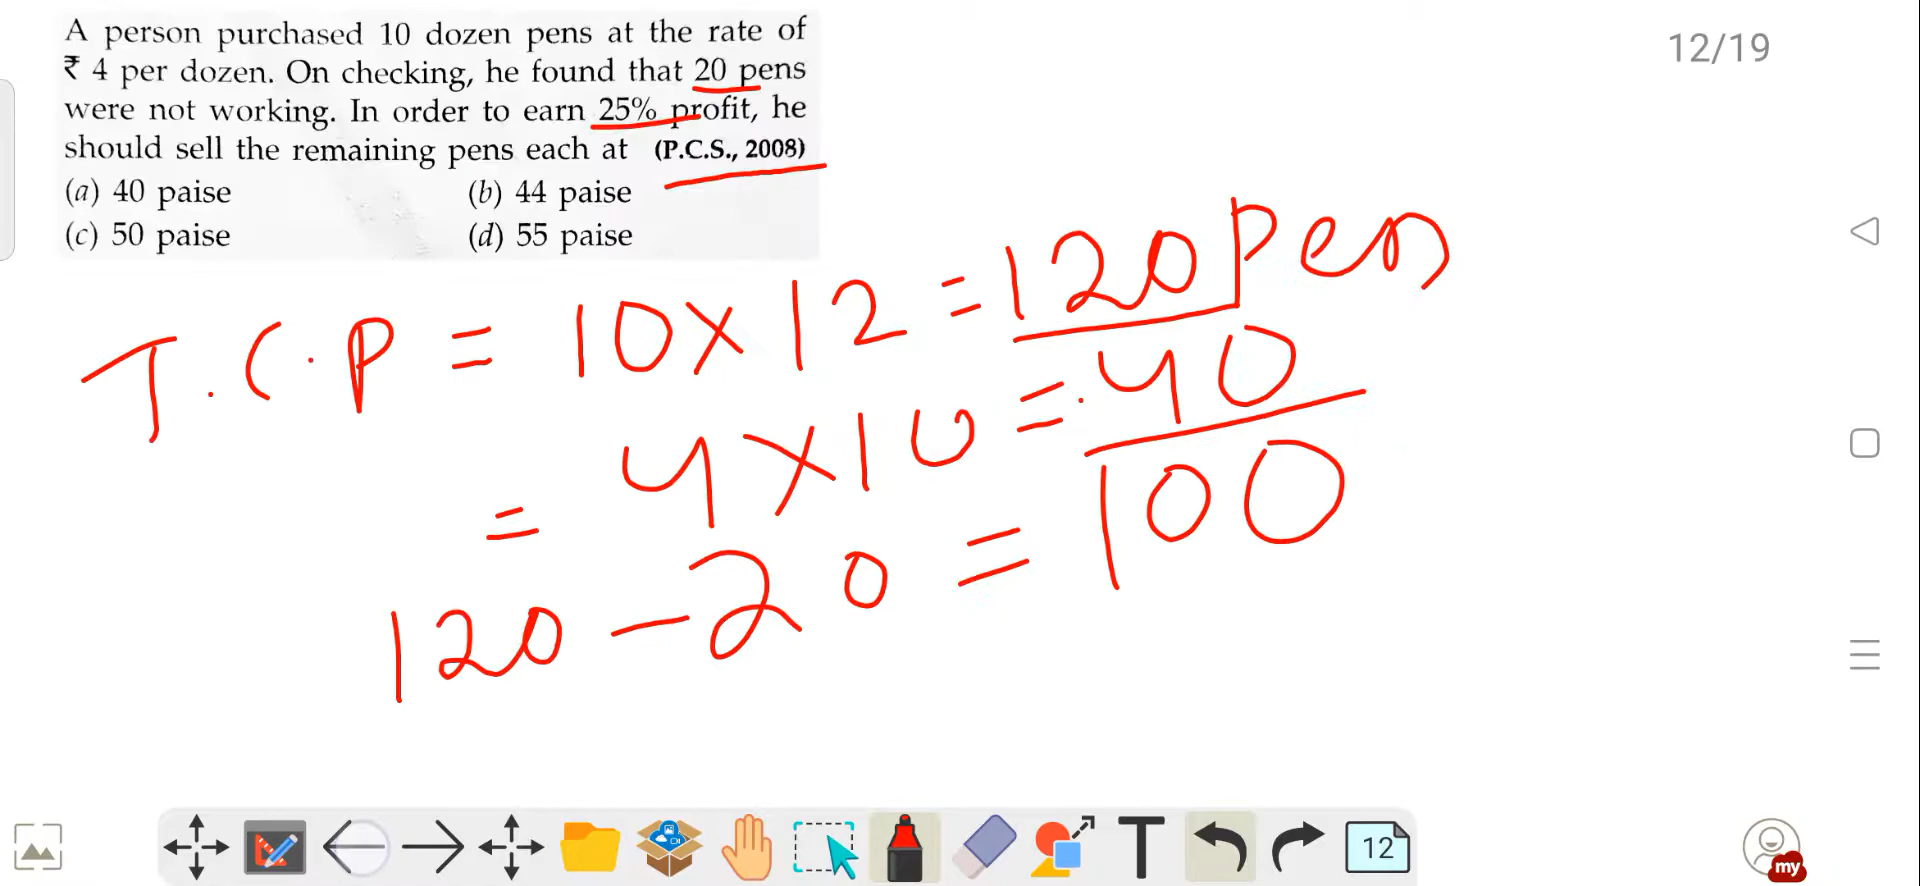 A person purchased 10 dozen pens at the rate of
₹ 4 per dozen. On checking, he found that 20 pens
were not working. In order to earn 25% profit, he
should sell the remaining pens each at (P.C.S., 2008)
(a) 40 paise (b) 44 paise
(c) 50 paise (d) 55 paise
12/19
T.C.P = 10 × 12 = 120 Pen
= 4 × 10 = 40
120 - 20 = 100
T
12
my